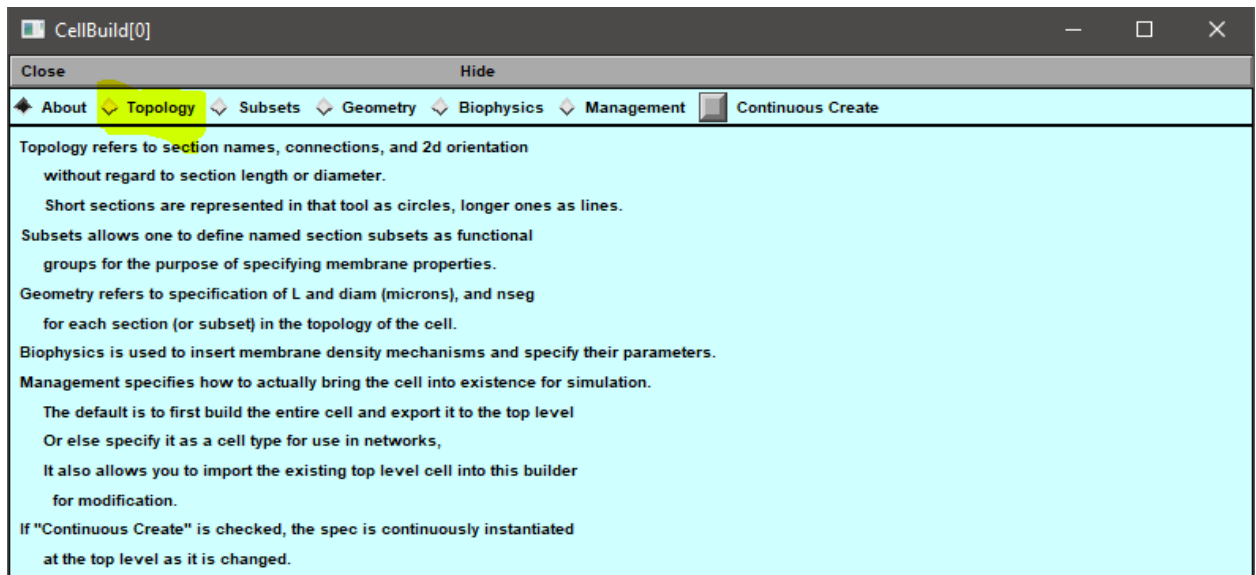 CellBuild[0]
Close Hide
About Topology Subsets Geometry Biophysics Management Continuous Create
Topology refers to section names, connections, and 2d orientation
without regard to section length or diameter.
Short sections are represented in that tool as circles, longer ones as lines.
Subsets allows one to define named section subsets as functional
groups for the purpose of specifying membrane properties.
Geometry refers to specification of L and diam (microns), and nseg
for each section (or subset) in the topology of the cell.
Biophysics is used to insert membrane density mechanisms and specify their parameters.
Management specifies how to actually bring the cell into existence for simulation.
The default is to first build the entire cell and export it to the top level
Or else specify it as a cell type for use in networks,
It also allows you to import the existing top level cell into this builder
for modification.
If "Continuous Create" is checked, the spec is continuously instantiated
at the top level as it is changed.